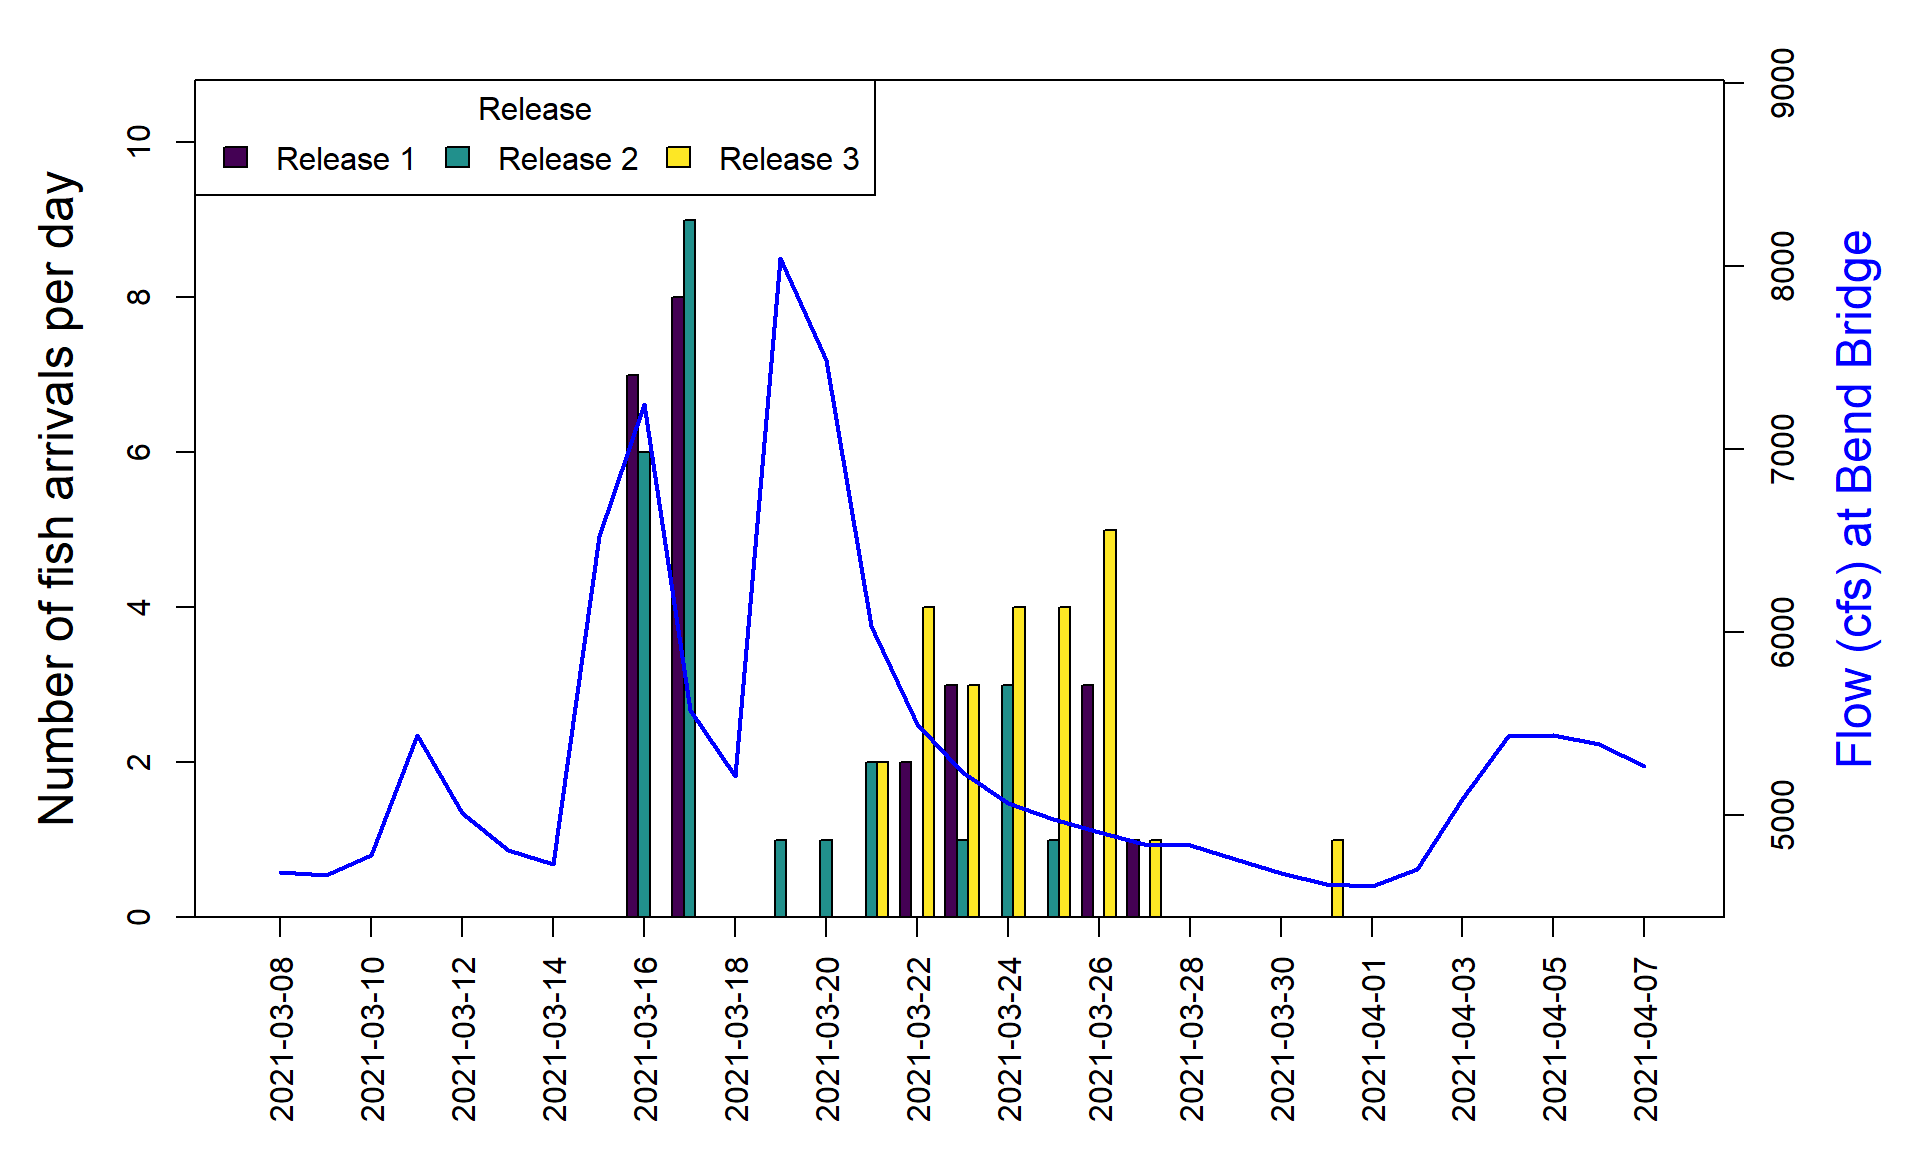 Release
Release 1 Release 2 Release 3
Number of fish arrivals per day
0 2 4 6 8 10
Flow (cfs) at Bend Bridge
5000 6000 7000 8000 9000
2021-03-08
2021-03-10
2021-03-12
2021-03-14
2021-03-16
2021-03-18
2021-03-20
2021-03-22
2021-03-24
2021-03-26
2021-03-28
2021-03-30
2021-04-01
2021-04-03
2021-04-05
2021-04-07